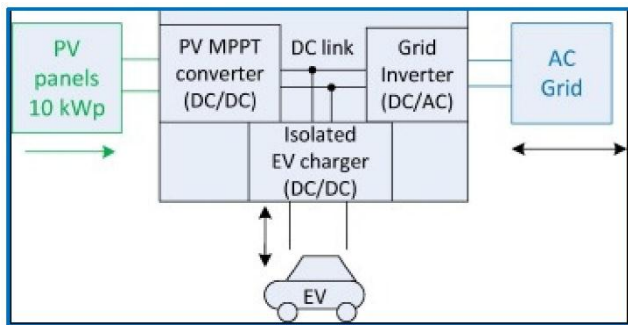 PV
panels
10 kWp
PV MPPT
converter
(DC/DC)
DC link
Grid
Inverter
(DC/AC)
AC
Grid
Isolated
EV charger
(DC/DC)
EV